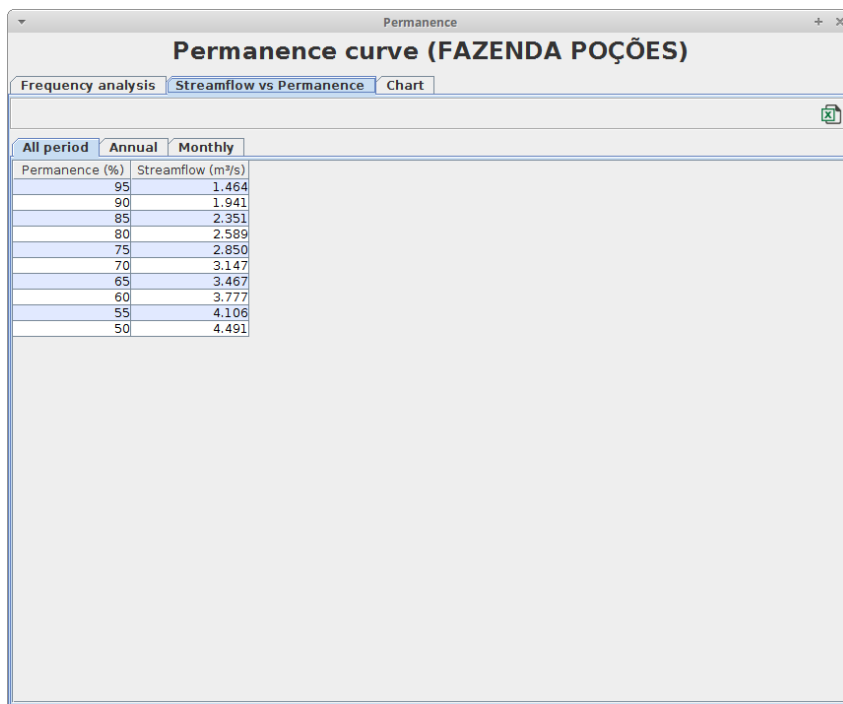 Permanence
Permanence curve (FAZENDA POÇÕES)
Frequency analysis Streamflow vs Permanence Chart
All period Annual Monthly
Permanence (%) Streamflow (m³/s)
95 1.464
90 1.941
85 2.351
80 2.589
75 2.850
70 3.147
65 3.467
60 3.777
55 4.106
50 4.491